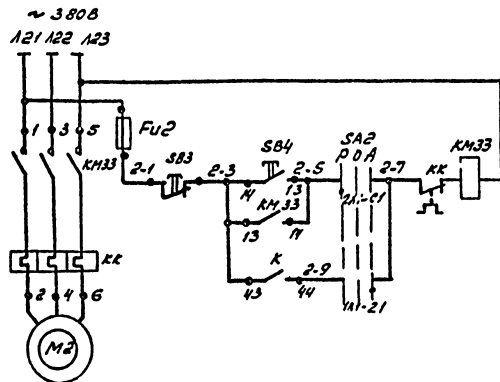 ~ 380В
Л21 Л22 Л23
1 3 5
Fu2
КМ33
2-1
SB3
2-3
SB4
14 13
2-5
КМ33
13 14
К
43 44
2-9
SA2
Р О А
2-7
КК
КМ33
КК
2 4 6
М2